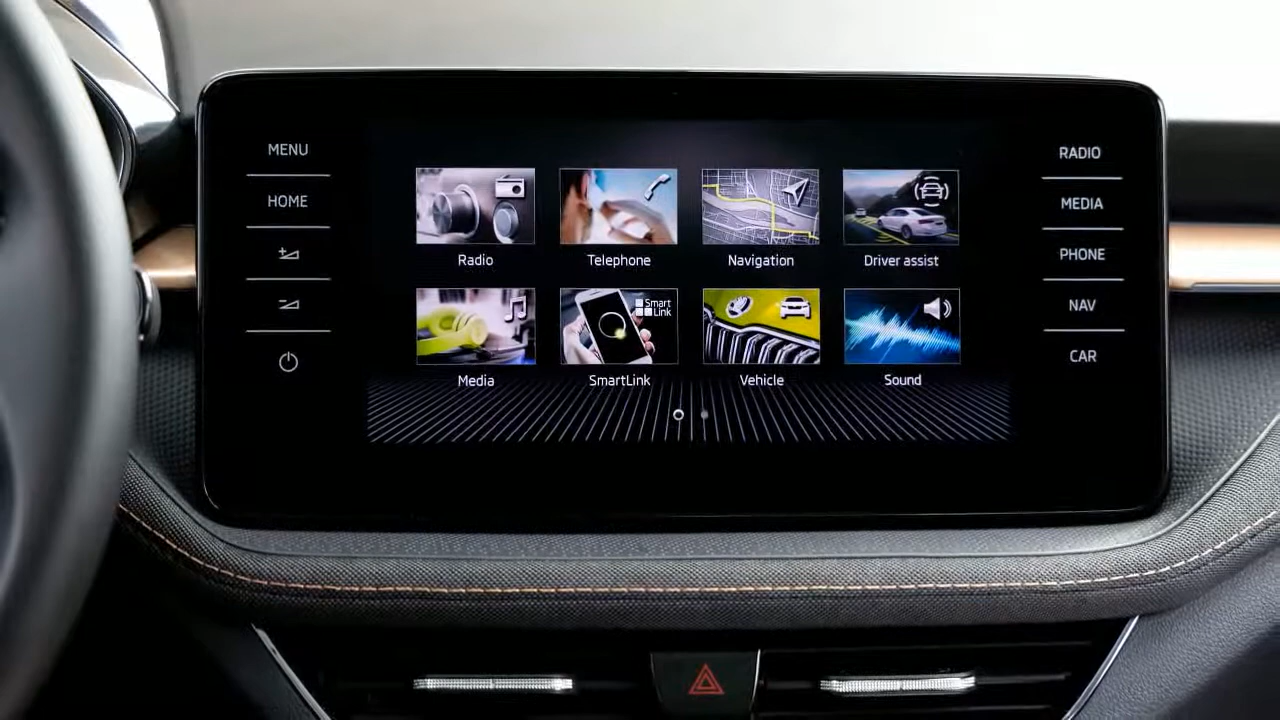 MENU
HOME
RADIO
MEDIA
PHONE
NAV
CAR
Radio
Telephone
Navigation
Driver assist
Smart
Link
Media
SmartLink
Vehicle
Sound